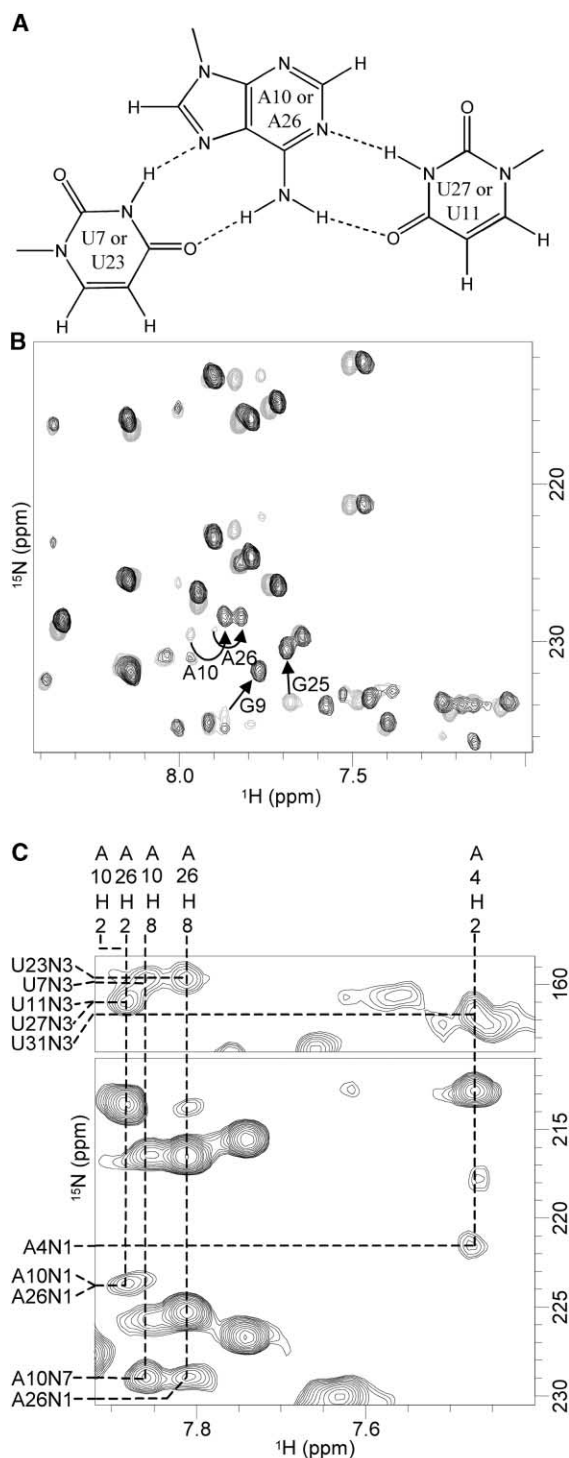 A
H
N
N
H
A10 or
A26
N
N
H
O
H
N
N
O
N
H
N
U27 or
U11
U7 or
U23
H
H
N
O
O
H
H
H
H
B
220
230
15N (ppm)
A10
A26
G9
G25
8.0
7.5
1H (ppm)
C
A A A A A
10 26 10 26 4
H H H H H
2 2 8 8 2
U23N3
U7N3
U11N3
U27N3
U31N3
160
15N (ppm)
215
220
225
230
A4N1
A10N1
A26N1
A10N7
A26N1
7.8
7.6
1H (ppm)